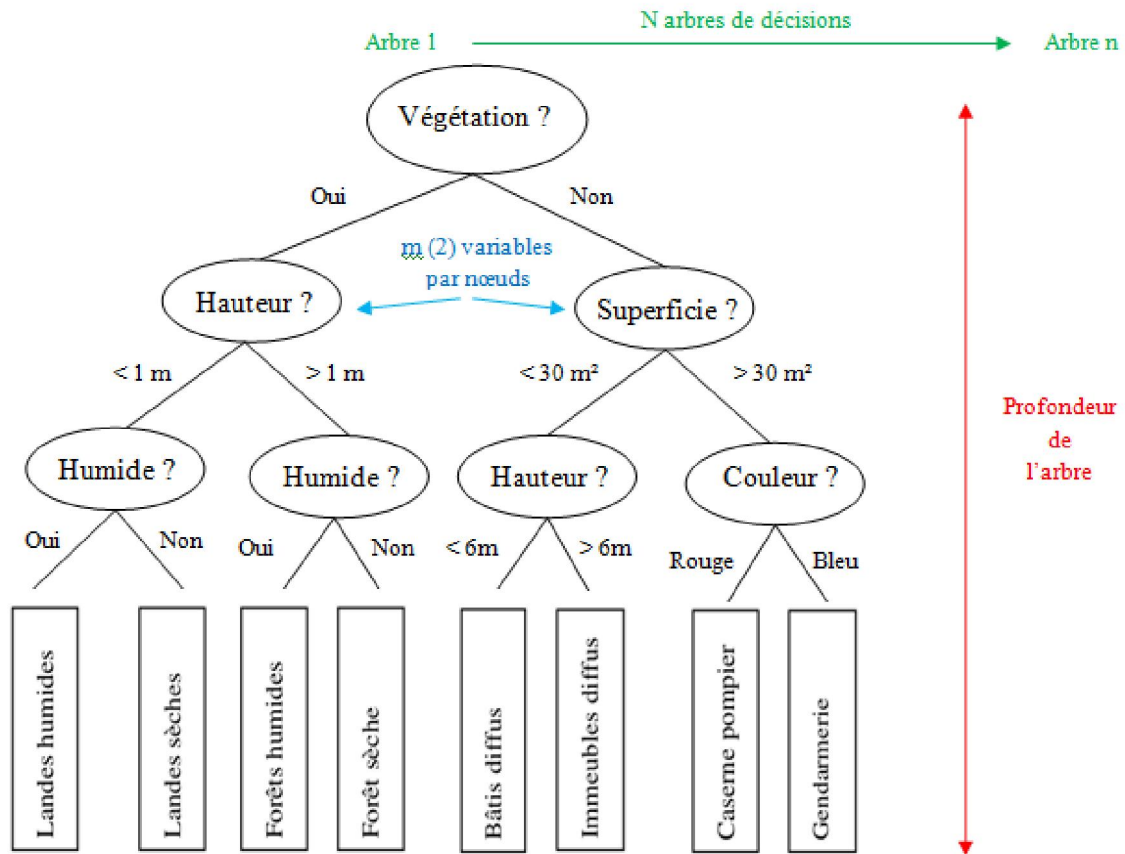 N arbres de décisions
Arbre 1
Arbre n
Végétation ?
Oui
Non
m (2) variables
par nœuds
Hauteur ?
Superficie ?
< 1 m
> 1 m
< 30 m²
> 30 m²
Profondeur
de
l'arbre
Humide ?
Humide ?
Hauteur ?
Couleur ?
Oui
Non
Oui
Non
< 6m
> 6m
Rouge
Bleu
Landes humides
Landes sèches
Forêts humides
Forêt sèche
Bâtis diffus
Immeubles diffus
Caserne pompier
Gendarmerie